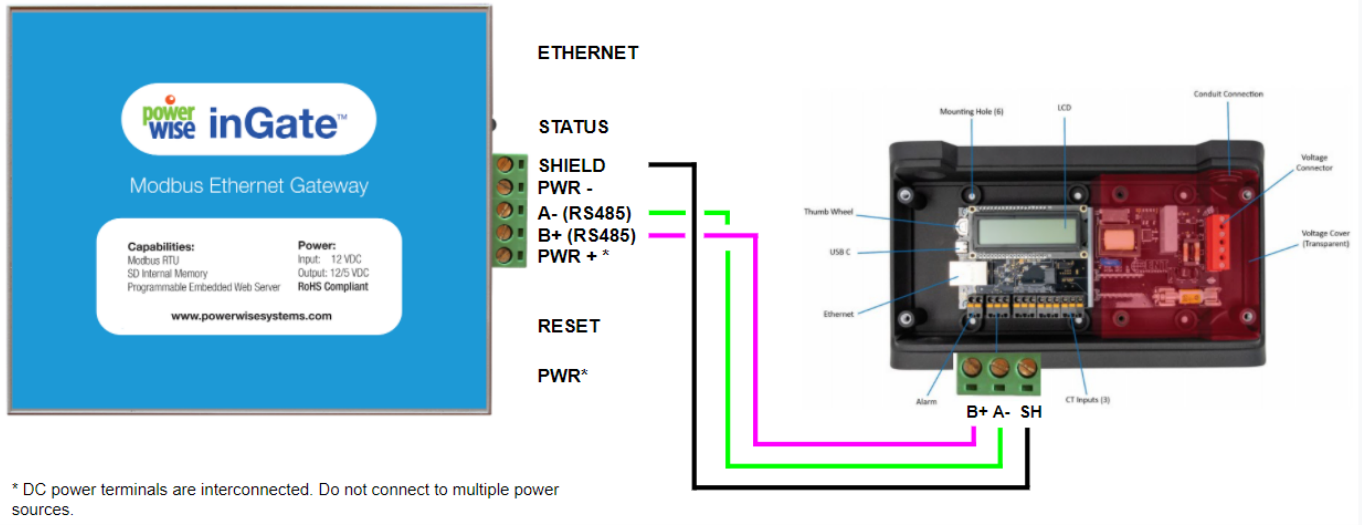 power
wise inGate™
Modbus Ethernet Gateway
Capabilities:
Modbus RTU
SD Internal Memory
Programmable Embedded Web Server
Power:
Input: 12 VDC
Output: 12/5 VDC
RoHS Compliant
www.powerwisesystems.com
ETHERNET
STATUS
SHIELD
PWR -
A- (RS485)
B+ (RS485)
PWR + *
RESET
PWR*
Conduit Connection
Mounting Hole (6)
LCD
Voltage
Connector
Thumb Wheel
Voltage Cover
(Transparent)
USB C
Ethernet
Alarm
CT Inputs (3)
B+ A- SH
* DC power terminals are interconnected. Do not connect to multiple power
sources.